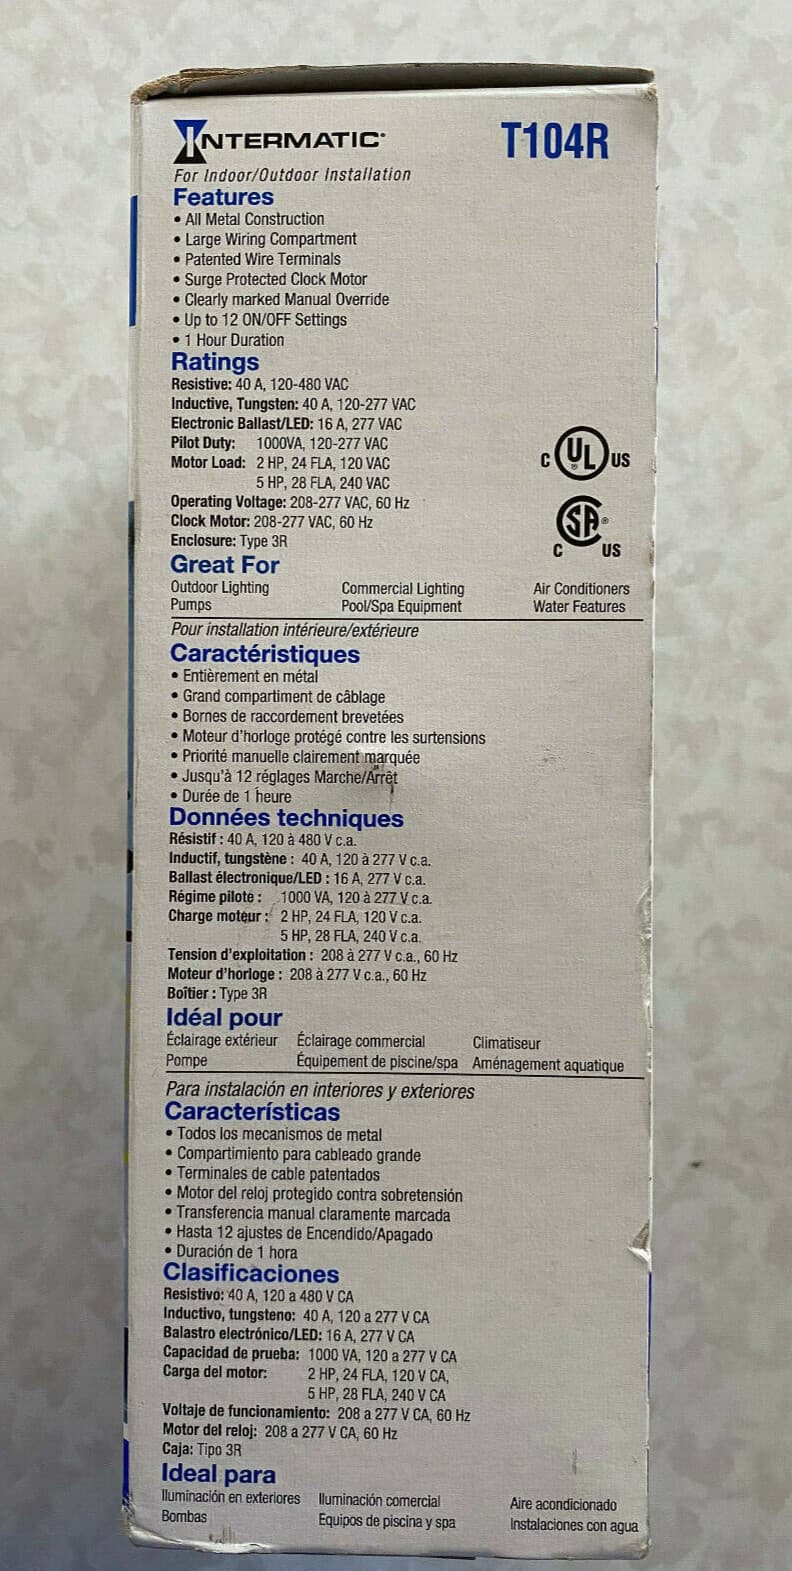 INTERMATIC®
T104R
For Indoor/Outdoor Installation
Features
• All Metal Construction
• Large Wiring Compartment
• Patented Wire Terminals
• Surge Protected Clock Motor
• Clearly marked Manual Override
• Up to 12 ON/OFF Settings
• 1 Hour Duration
Ratings
Resistive: 40 A, 120-480 VAC
Inductive, Tungsten: 40 A, 120-277 VAC
Electronic Ballast/LED: 16 A, 277 VAC
Pilot Duty: 1000VA, 120-277 VAC
Motor Load: 2 HP, 24 FLA, 120 VAC
5 HP, 28 FLA, 240 VAC
Operating Voltage: 208-277 VAC, 60 Hz
Clock Motor: 208-277 VAC, 60 Hz
Enclosure: Type 3R
C UL® US
SA®
C US
Great For
Outdoor Lighting Commercial Lighting Air Conditioners
Pumps Pool/Spa Equipment Water Features
Pour installation intérieure/extérieure
Caractéristiques
• Entièrement en métal
• Grand compartiment de câblage
• Bornes de raccordement brevetées
• Moteur d'horloge protégé contre les surtensions
• Priorité manuelle clairement marquée
• Jusqu'à 12 réglages Marche/Arrêt
• Durée de 1 heure
Données techniques
Résistif : 40 A, 120 à 480 V c.a.
Inductif, tungstène : 40 A, 120 à 277 V c.a.
Ballast électronique/LED : 16 A, 277 V c.a.
Régime pilote : 1000 VA, 120 à 277 V c.a.
Charge moteur : 2 HP, 24 FLA, 120 V c.a.
5 HP, 28 FLA, 240 V c.a.
Tension d'exploitation : 208 à 277 V c.a., 60 Hz
Moteur d'horloge : 208 à 277 V c.a., 60 Hz
Boîtier : Type 3R
Idéal pour
Éclairage extérieur Éclairage commercial Climatiseur
Pompe Équipement de piscine/spa Aménagement aquatique
Para instalación en interiores y exteriores
Características
• Todos los mecanismos de metal
• Compartimiento para cableado grande
• Terminales de cable patentados
• Motor del reloj protegido contra sobretensión
• Transferencia manual claramente marcada
• Hasta 12 ajustes de Encendido/Apagado
• Duración de 1 hora
Clasificaciones
Resistivo: 40 A, 120 a 480 V CA
Inductivo, tungsteno: 40 A, 120 a 277 V CA
Balastro electrónico/LED: 16 A, 277 V CA
Capacidad de prueba: 1000 VA, 120 a 277 V CA
Carga del motor: 2 HP, 24 FLA, 120 V CA,
5 HP, 28 FLA, 240 V CA
Voltaje de funcionamiento: 208 a 277 V CA, 60 Hz
Motor del reloj: 208 a 277 V CA, 60 Hz
Caja: Tipo 3R
Ideal para
Iluminación en exteriores Iluminación comercial Aire acondicionado
Bombas Equipos de piscina y spa Instalaciones con agua